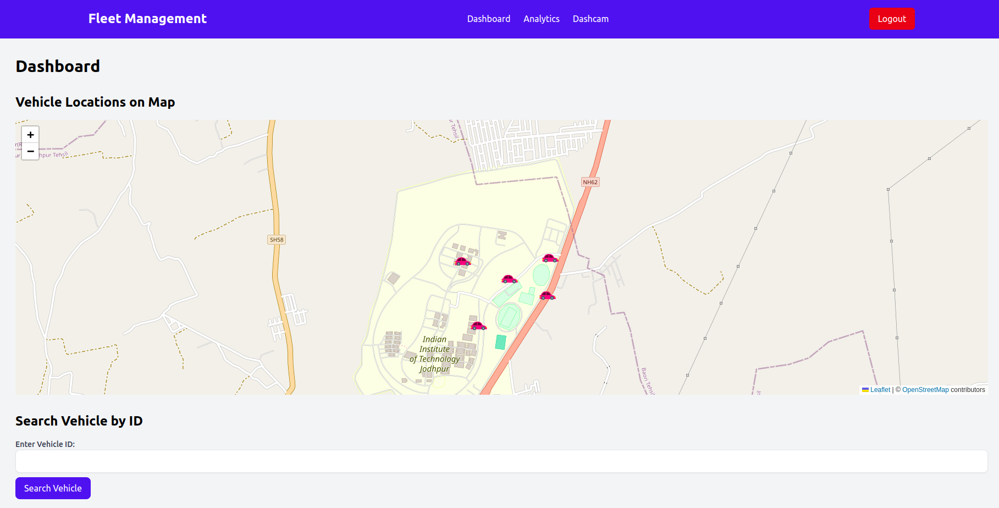 Fleet Management
Dashboard
Analytics
Dashcam
Logout
Dashboard
Vehicle Locations on Map
+
−
hpur Tehsil
r Tehsil
NH62
SH58
Indian
Institute
of Technology
Jodhpur
Baori Tehsil
Leaflet | © OpenStreetMap contributors
Search Vehicle by ID
Enter Vehicle ID:
Search Vehicle